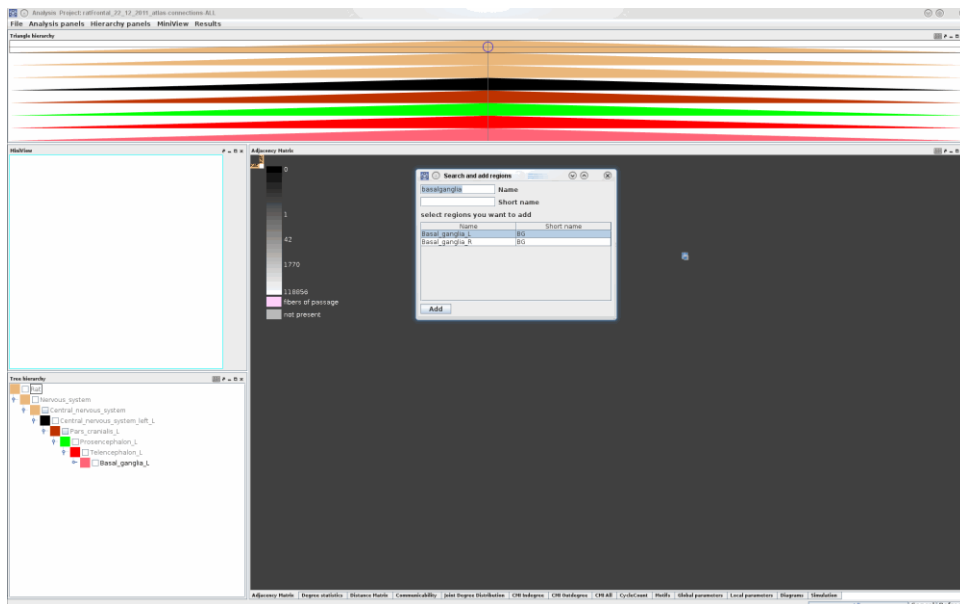 Analysis Project: ratfrontal_22_12_2011_atlas-connections-ALL
File Analysis panels Hierarchy panels MiniView Results
Triangle hierarchy
MiniView
Adjacency Matrix
0
1
42
1770
118056
fibers of passage
not present
Search and add regions
basalganglia Name
Short name
select regions you want to add
Name Short name
Basal_ganglia_L BG
Basal_ganglia_R BG
Add
Tree hierarchy
Rat
Nervous_system
Central_nervous_system
Central_nervous_system_left_L
Pars_cranialis_L
Prosencephalon_L
Telencephalon_L
Basal_ganglia_L
Adjacency Matrix Degree statistics Distance Matrix Communicability Joint Degree Distribution CMI Indegree CMI Outdegree CMI All CycleCount Motifs Global parameters Local parameters Diagrams Simulation